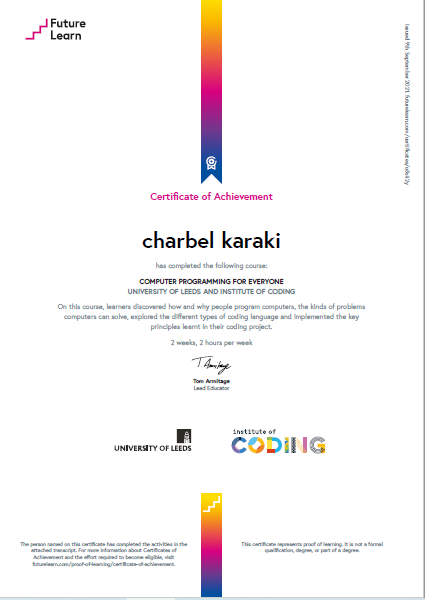 Future
Learn
Certificate of Achievement
charbel karaki
has completed the following course:
COMPUTER PROGRAMMING FOR EVERYONE
UNIVERSITY OF LEEDS AND INSTITUTE OF CODING
On this course, learners discovered how and why people program computers, the kinds of problems
computers can solve, explored the different types of coding language and implemented the key
principles learnt in their coding project.
2 weeks, 2 hours per week
T. Armitage
Tom Armitage
Lead Educator
UNIVERSITY OF LEEDS
institute of
CODING
The person named on this certificate has completed the activities in the
attached transcript. For more information about Certificates of
Achievement and the effort required to become eligible, visit
futurelearn.com/proof-of-learning/certificate-of-achievement.
This certificate represents proof of learning. It is not a formal
qualification, degree, or part of a degree.
Issued 9th September 2021. futurelearn.com/certificates/